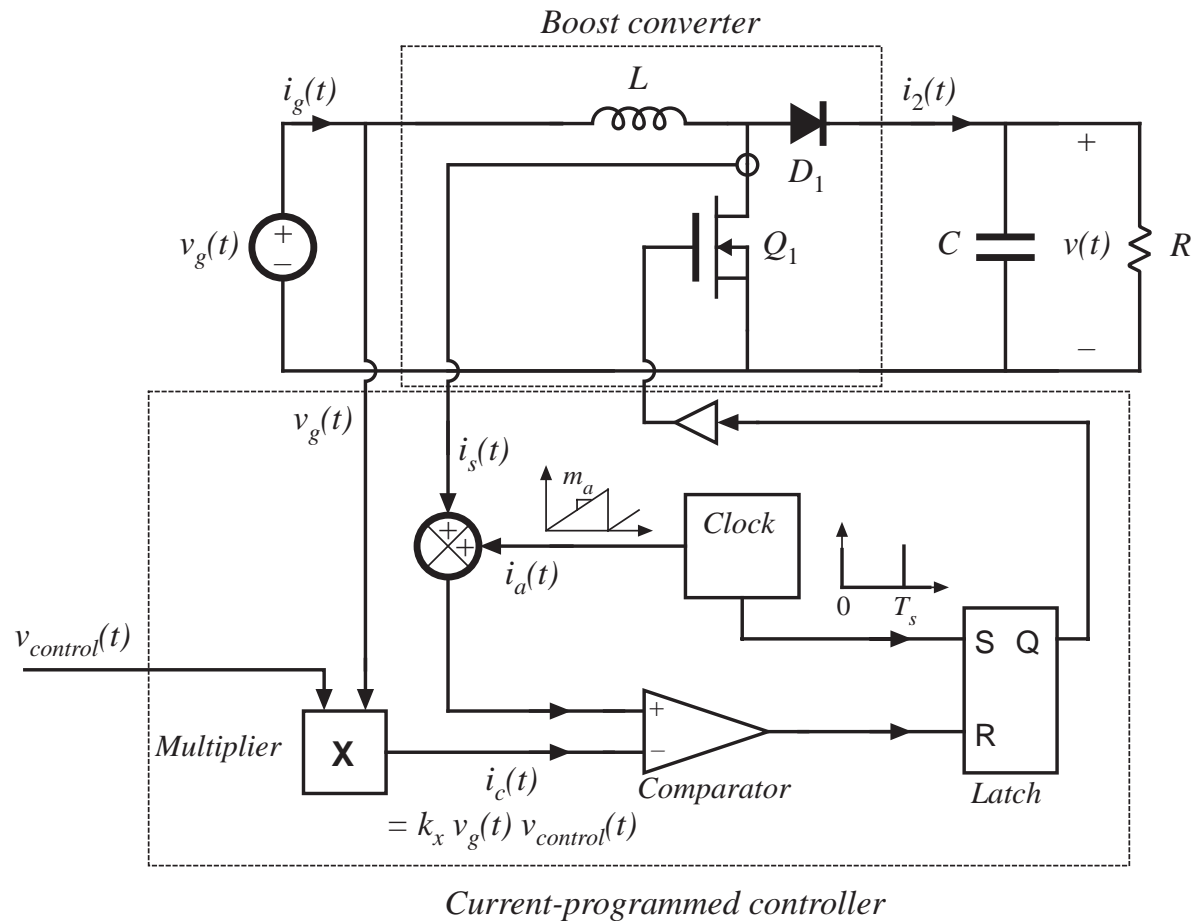 Boost converter
i_g(t)
L
i_2(t)
D_1
+
v_g(t)
+
−
Q_1
C
v(t)
R
−
v_g(t)
i_s(t)
m_a
Clock
+
+
i_a(t)
0
T_s
v_control(t)
S Q
R
Multiplier
X
+
−
i_c(t)
Comparator
Latch
= k_x v_g(t) v_control(t)
Current-programmed controller